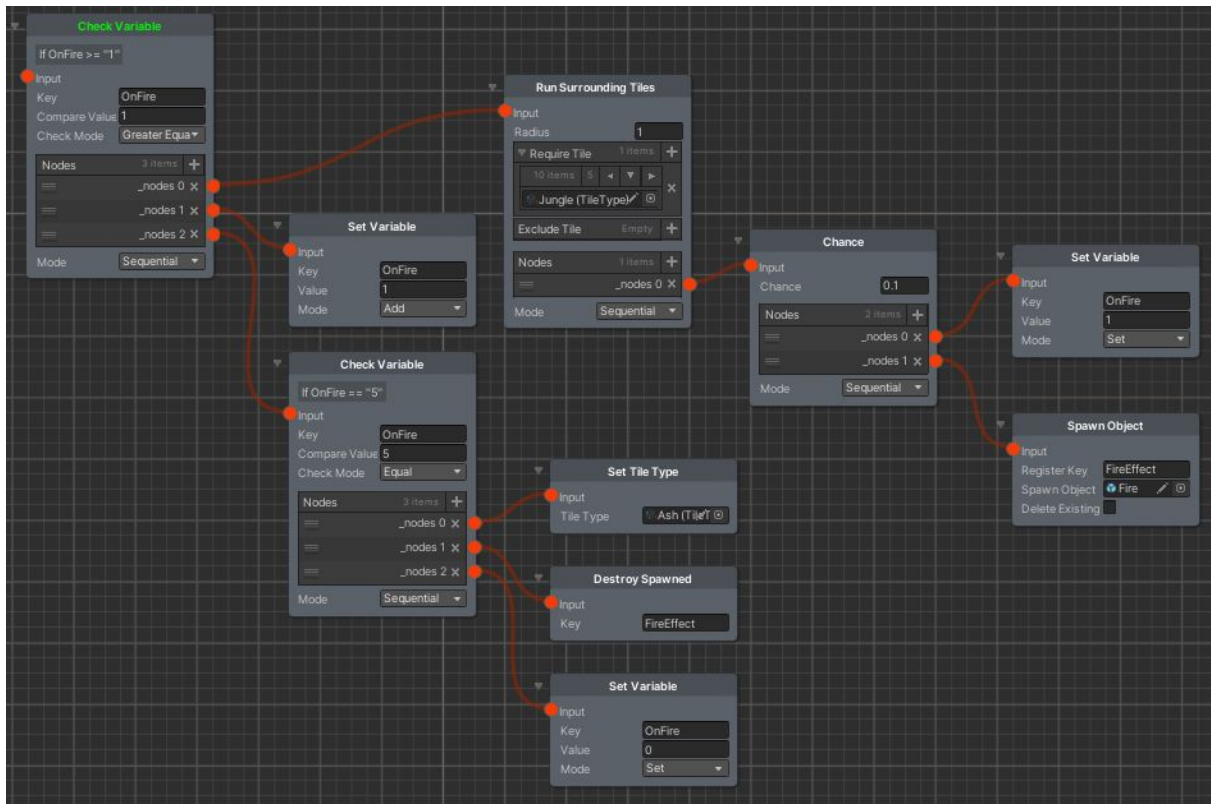 Check Variable
If OnFire >= "1"
Input
Key OnFire
Compare Value 1
Check Mode Greater Equa
Nodes 3 items
_nodes 0
_nodes 1
_nodes 2
Mode Sequential
Set Variable
Input
Key OnFire
Value 1
Mode Add
Run Surrounding Tiles
Input
Radius 1
Require Tile 1 items
10 items 5
Jungle (TileType)
Exclude Tile Empty
Nodes 1 items
_nodes 0
Mode Sequential
Chance
Input
Chance 0.1
Nodes 2 items
_nodes 0
_nodes 1
Mode Sequential
Set Variable
Input
Key OnFire
Value 1
Mode Set
Spawn Object
Input
Register Key FireEffect
Spawn Object Fire
Delete Existing
Check Variable
If OnFire == "5"
Input
Key OnFire
Compare Value 5
Check Mode Equal
Nodes 3 items
_nodes 0
_nodes 1
_nodes 2
Mode Sequential
Set Tile Type
Input
Tile Type Ash
Destroy Spawned
Input
Key FireEffect
Set Variable
Input
Key OnFire
Value 0
Mode Set